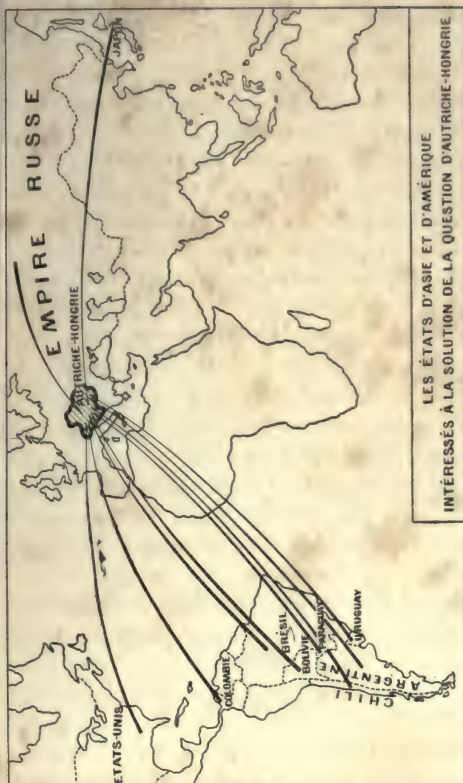 EMPIRE RUSSE
JAPON
AUTRICHE-HONGRIE
ETATS-UNIS
COLOMBIE
BRÉSIL
BOLIVIE
PARAGUAY
URUGUAY
ARGENTINE
CHILI
LES ÉTATS D'ASIE ET D'AMÉRIQUE
INTÉRESSÉS À LA SOLUTION DE LA QUESTION D'AUTRICHE-HONGRIE